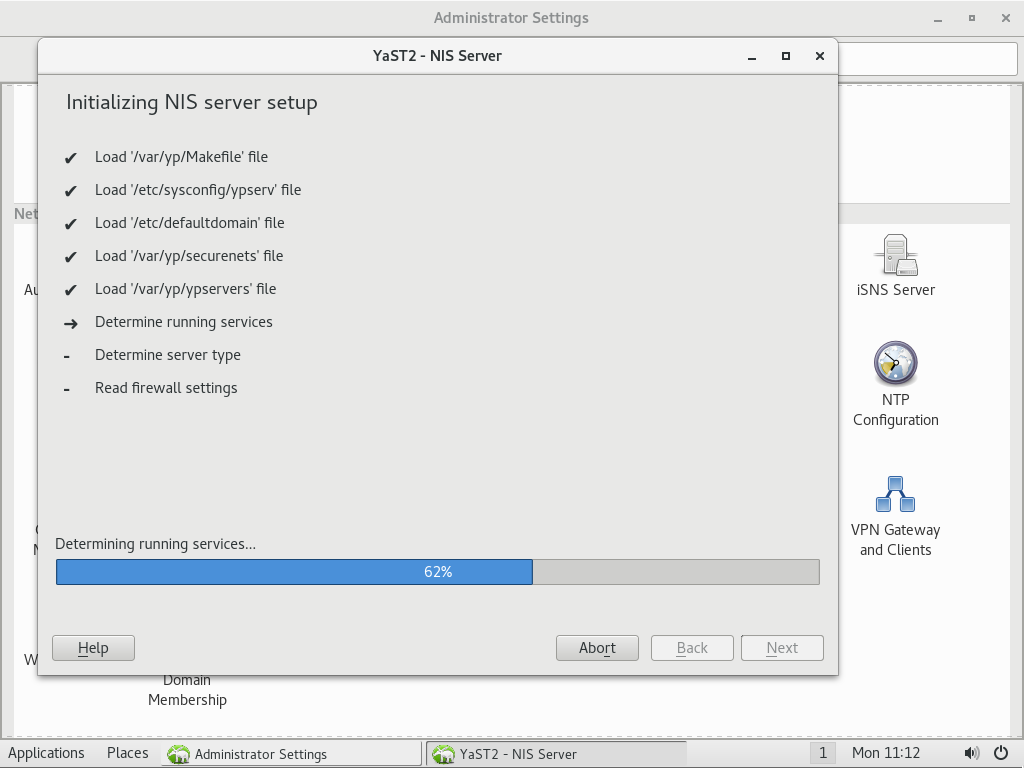 Administrator Settings
YaST2 - NIS Server
Initializing NIS server setup
✔ Load '/var/yp/Makefile' file
✔ Load '/etc/sysconfig/ypserv' file
✔ Load '/etc/defaultdomain' file
✔ Load '/var/yp/securenets' file
✔ Load '/var/yp/ypservers' file
➜ Determine running services
- Determine server type
- Read firewall settings
Determining running services...
62%
Help
Abort
Back
Next
Net
iSNS Server
NTP
Configuration
VPN Gateway
and Clients
Domain
Membership
Applications
Places
Administrator Settings
YaST2 - NIS Server
1
Mon 11:12